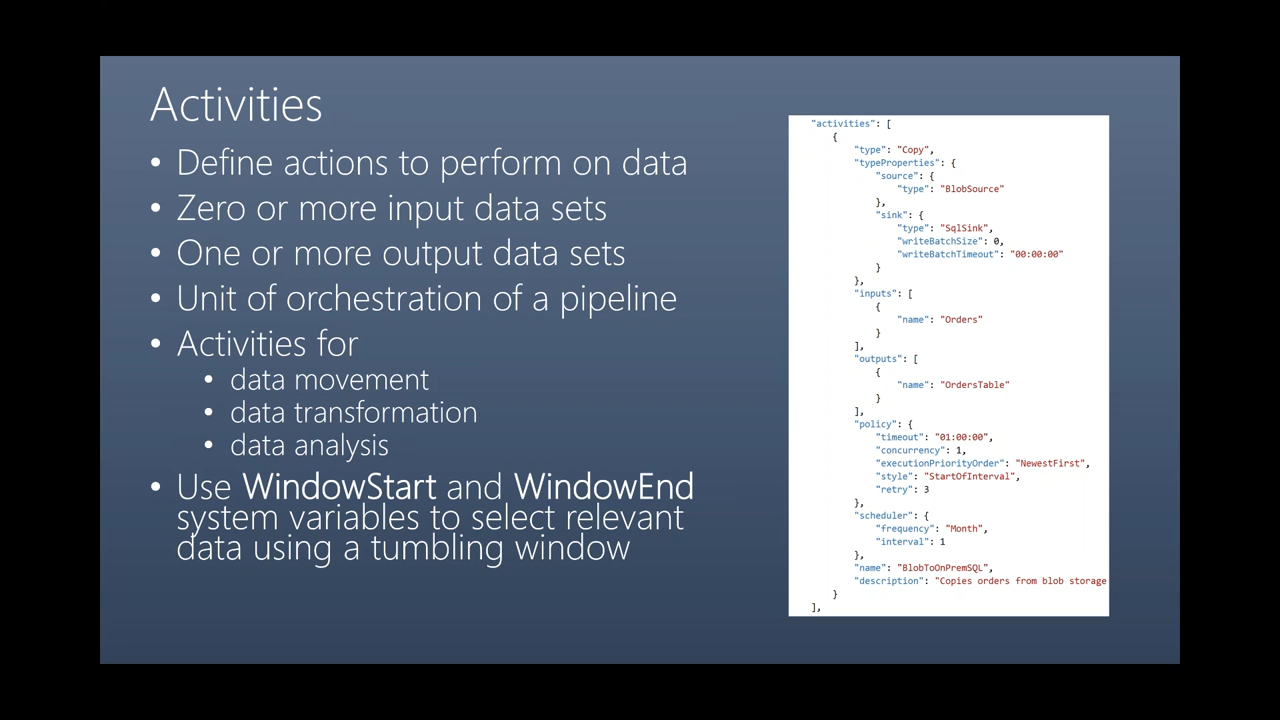 Activities
• Define actions to perform on data
• Zero or more input data sets
• One or more output data sets
• Unit of orchestration of a pipeline
• Activities for
• data movement
• data transformation
• data analysis
• Use WindowStart and WindowEnd
system variables to select relevant
data using a tumbling window
"activities": [
{
"type": "Copy",
"typeProperties": {
"source": {
"type": "BlobSource"
},
"sink": {
"type": "SqlSink",
"writeBatchSize": 0,
"writeBatchTimeout": "00:00:00"
}
},
"inputs": [
{
"name": "Orders"
}
],
"outputs": [
{
"name": "OrdersTable"
}
],
"policy": {
"timeout": "01:00:00",
"concurrency": 1,
"executionPriorityOrder": "NewestFirst",
"style": "StartOfInterval",
"retry": 3
},
"scheduler": {
"frequency": "Month",
"interval": 1
},
"name": "BlobToOnPremSQL",
"description": "Copies orders from blob storage
}
],